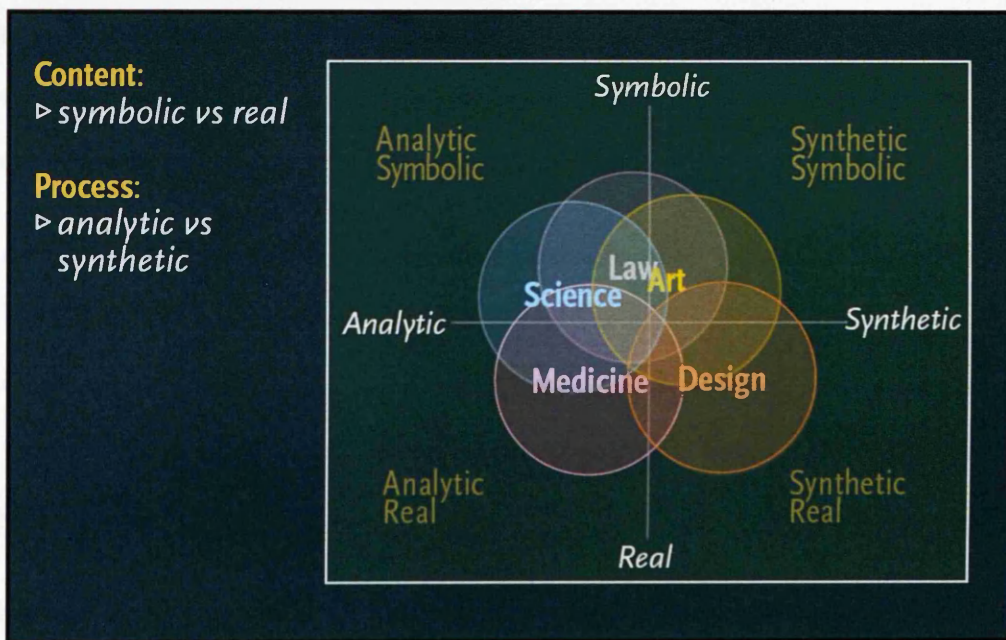 Content:
▷ symbolic vs real
Process:
▷ analytic vs
synthetic
Symbolic
Analytic
Symbolic
Synthetic
Symbolic
Law
Art
Science
Analytic
Synthetic
Medicine
Design
Analytic
Real
Synthetic
Real
Real